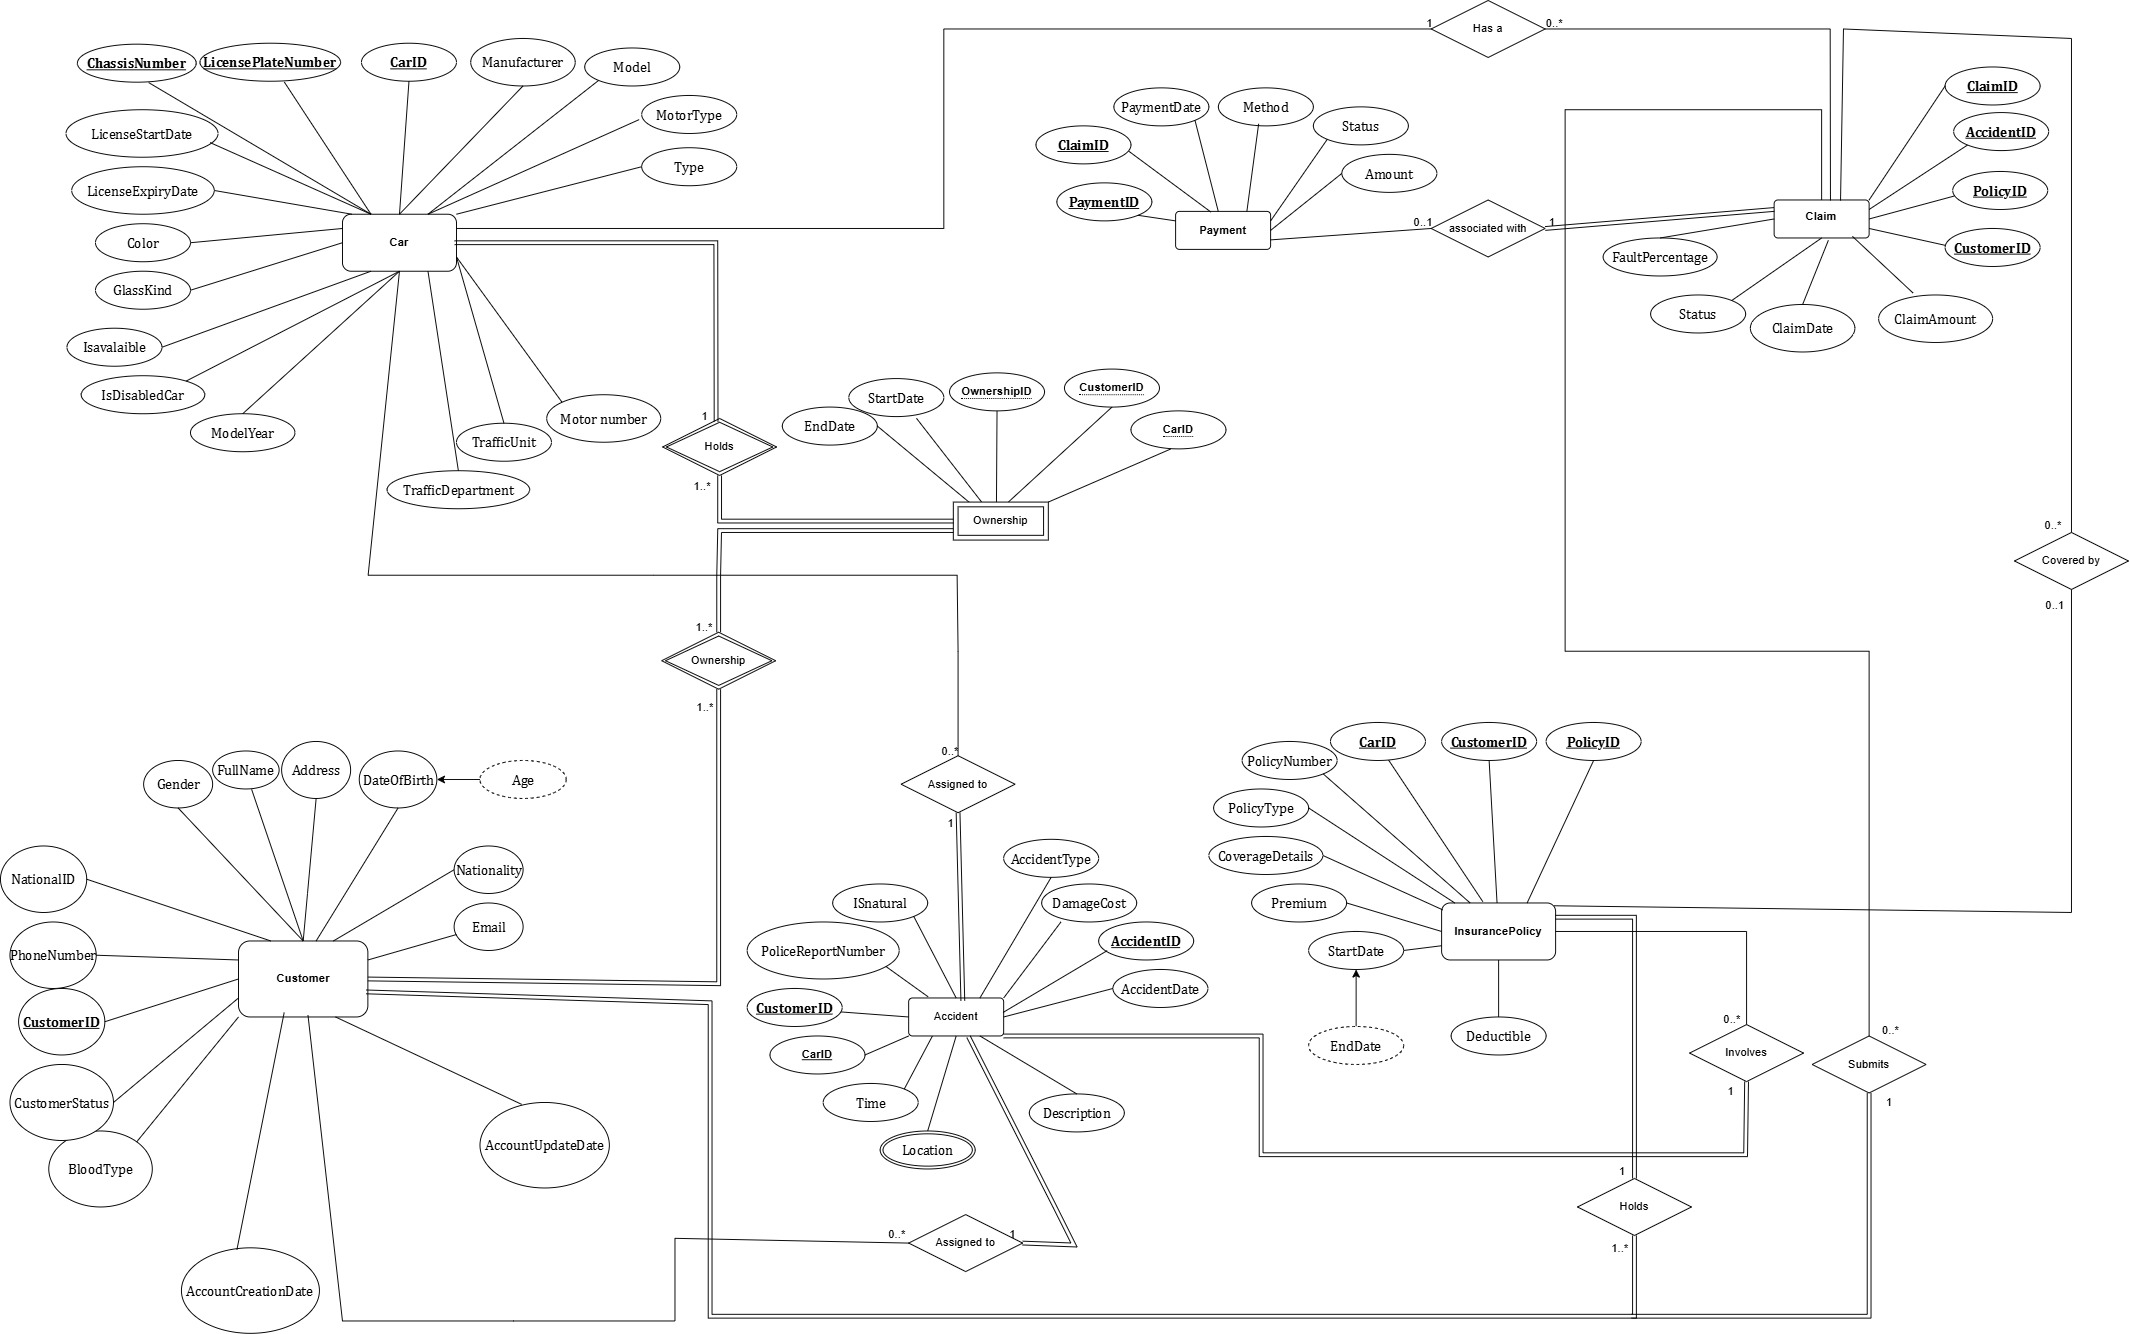 1
Has a
0..*
ChassisNumber
LicensePlateNumber
CarID
Manufacturer
Model
MotorType
Type
LicenseStartDate
LicenseExpiryDate
Color
GlassKind
Isavalaible
IsDisabledCar
ModelYear
TrafficDepartment
TrafficUnit
Motor number
Car
PaymentDate
Method
Status
Amount
ClaimID
PaymentID
Payment
0..1
associated with
1
Claim
ClaimID
AccidentID
PolicyID
CustomerID
FaultPercentage
Status
ClaimDate
ClaimAmount
1
Holds
1..*
EndDate
StartDate
OwnershipID
CustomerID
CarID
Ownership
1..*
Ownership
1..*
0..*
Covered by
0..1
0..*
Assigned to
1
Gender
FullName
Address
DateOfBirth
Age
NationalID
Nationality
Email
PhoneNumber
CustomerID
Customer
CustomerStatus
BloodType
AccountCreationDate
AccountUpdateDate
AccidentType
ISnatural
DamageCost
PoliceReportNumber
AccidentID
CustomerID
AccidentDate
Accident
CarID
Time
Location
Description
0..*
Assigned to
1
PolicyNumber
CarID
CustomerID
PolicyID
PolicyType
CoverageDetails
Premium
StartDate
EndDate
Deductible
InsurancePolicy
0..*
Involves
1
0..*
Submits
1
1
Holds
1..*